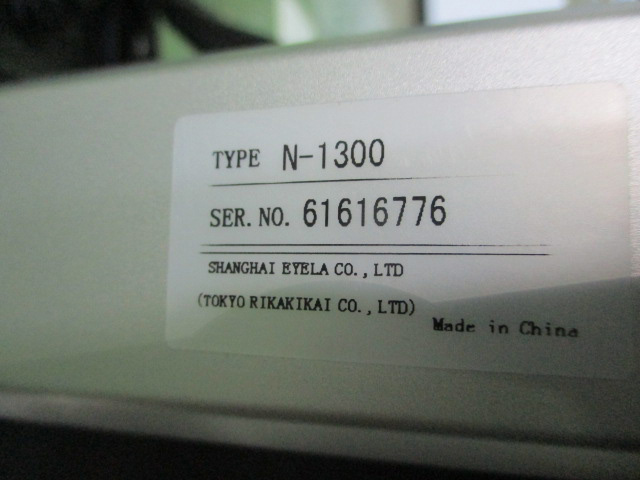 TYPE N-1300
SER. NO. 61616776
SHANGHAI EYELA CO., LTD
(TOKYO RIKAKIKAI CO., LTD)
Made in China